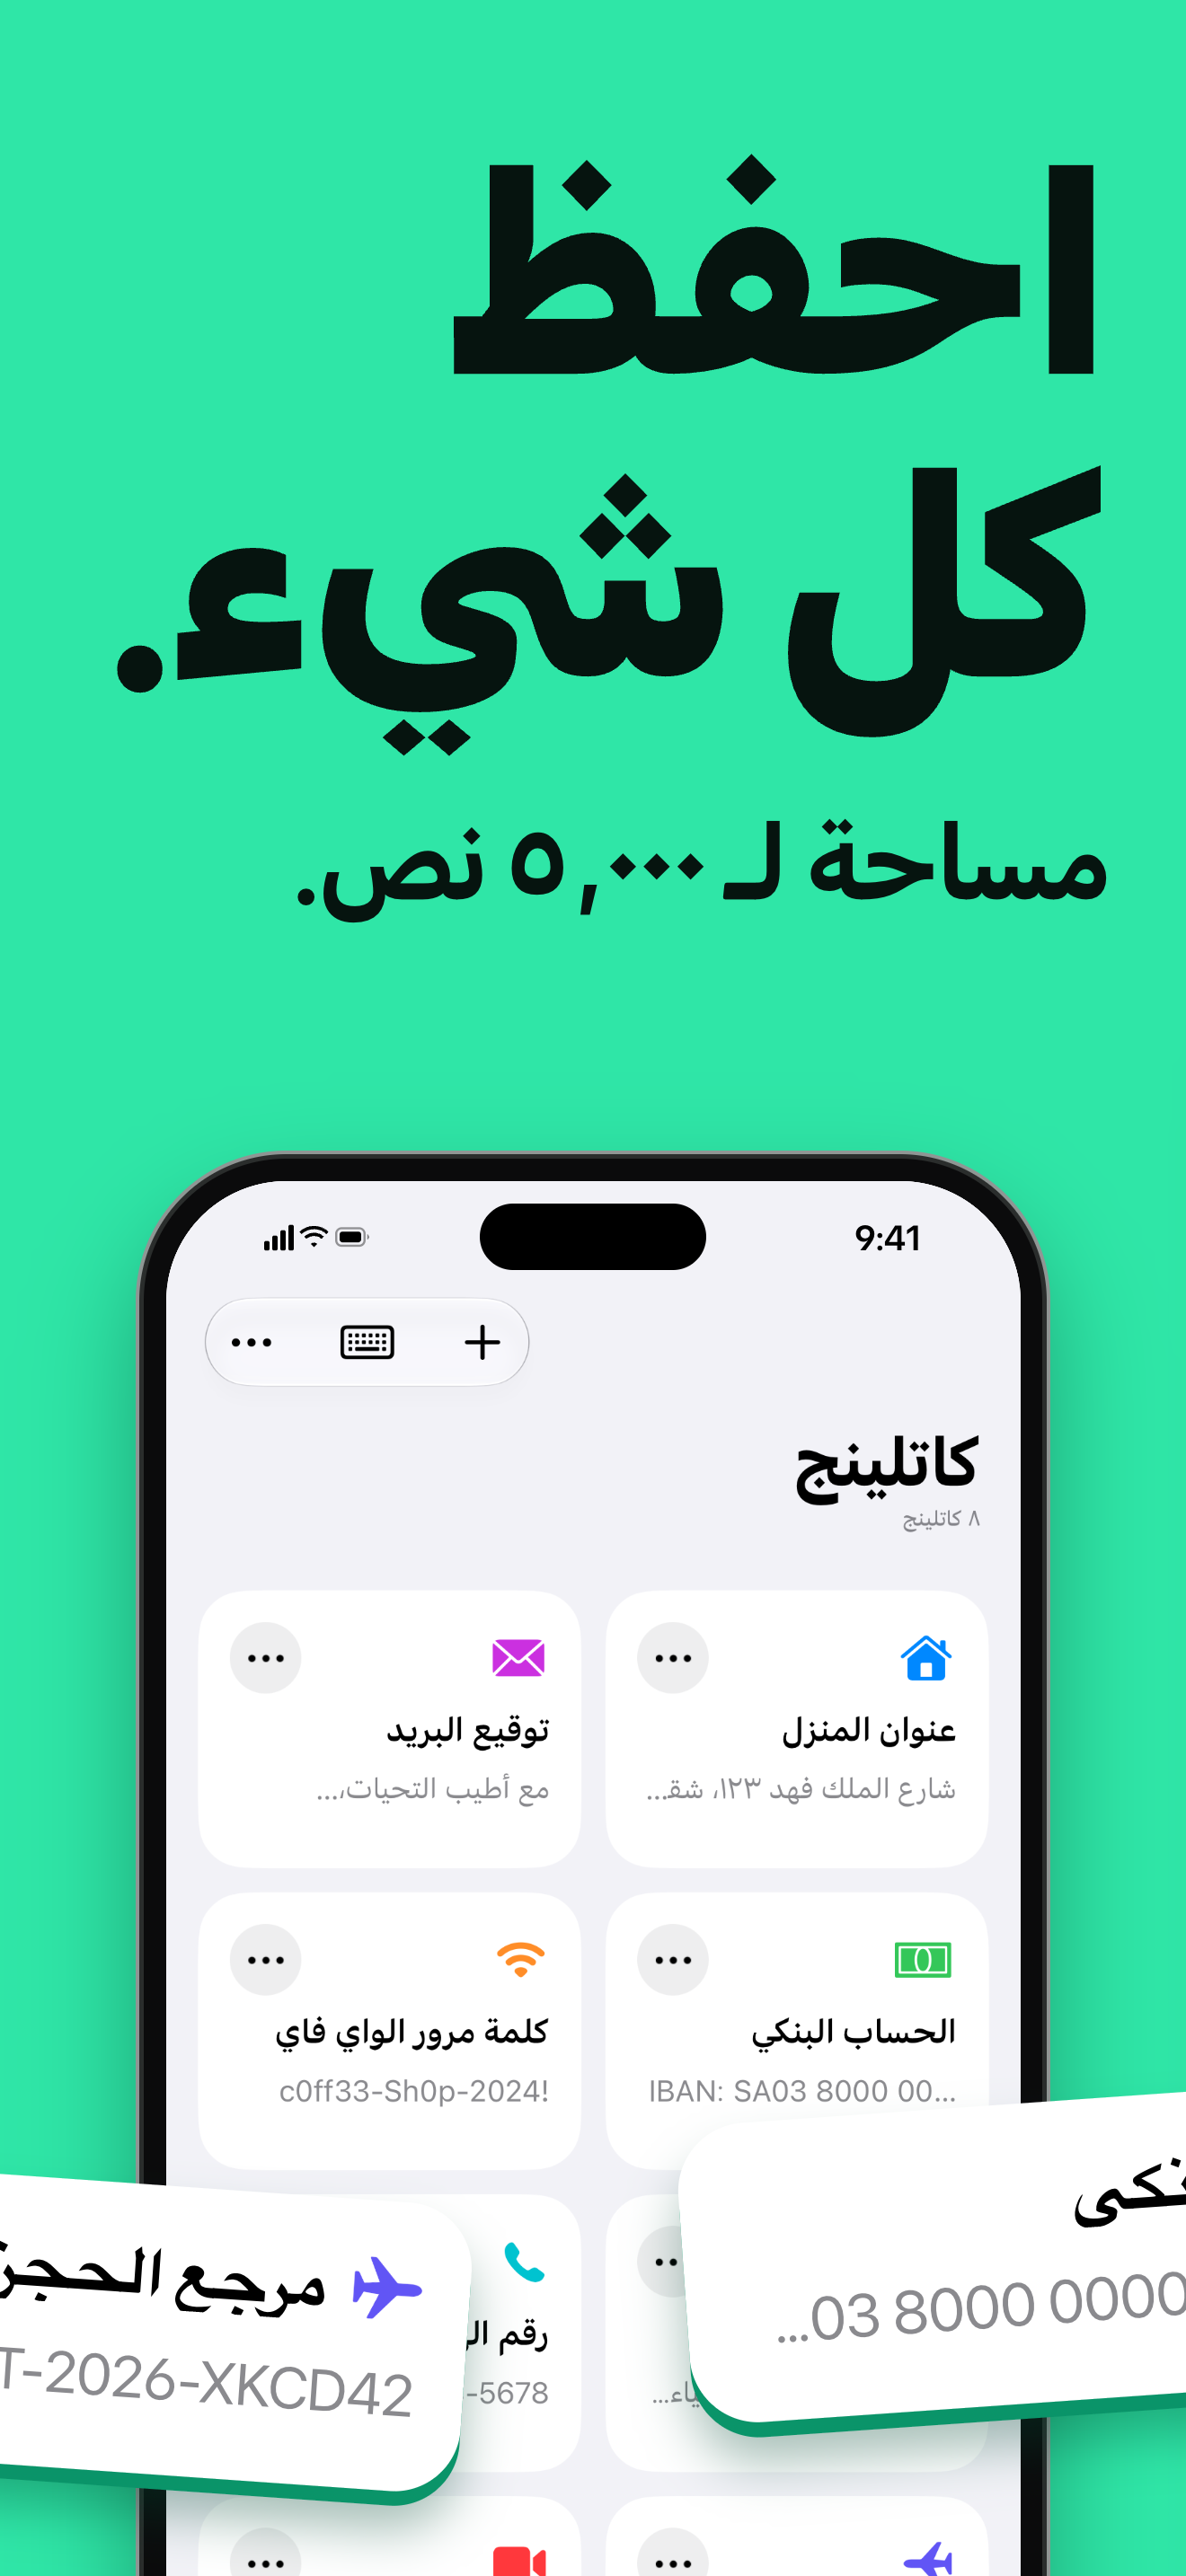 احفظ
كل شيء.
مساحة لـ ٥,٠٠٠ نص.
9:41
كاتلينج
٨ كاتلينج
عنوان المنزل
شارع الملك فهد ١٢٣، شقـ...
توقيع البريد
مع أطيب التحيات،...
الحساب البنكي
IBAN: SA03 8000 00...
كلمة مرور الواي فاي
c0ff33-Sh0p-2024!
...03 8000 0000
رقم
-5678
مرجع الحجز
T-2026-XKCD42